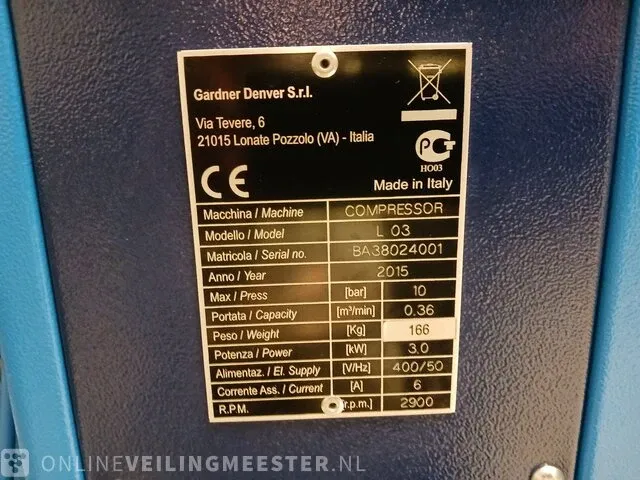 Gardner Denver S.r.l.
Via Tevere, 6
21015 Lonate Pozzolo (VA) - Italia
HO03
Made in Italy
Macchina / Machine COMPRESSOR
Modello / Model L 03
Matricola / Serial no. BA38024001
Anno / Year 2015
Max / Press [bar] 10
Portata / Capacity [m³/min] 0.36
Peso / Weight [Kg] 166
Potenza / Power [kW] 3.0
Alimentaz. / El. Supply [V/Hz] 400/50
Corrente Ass. / Current [A] 6
R.P.M. [r.p.m.] 2900
ONLINEVEILINGMEESTER.NL